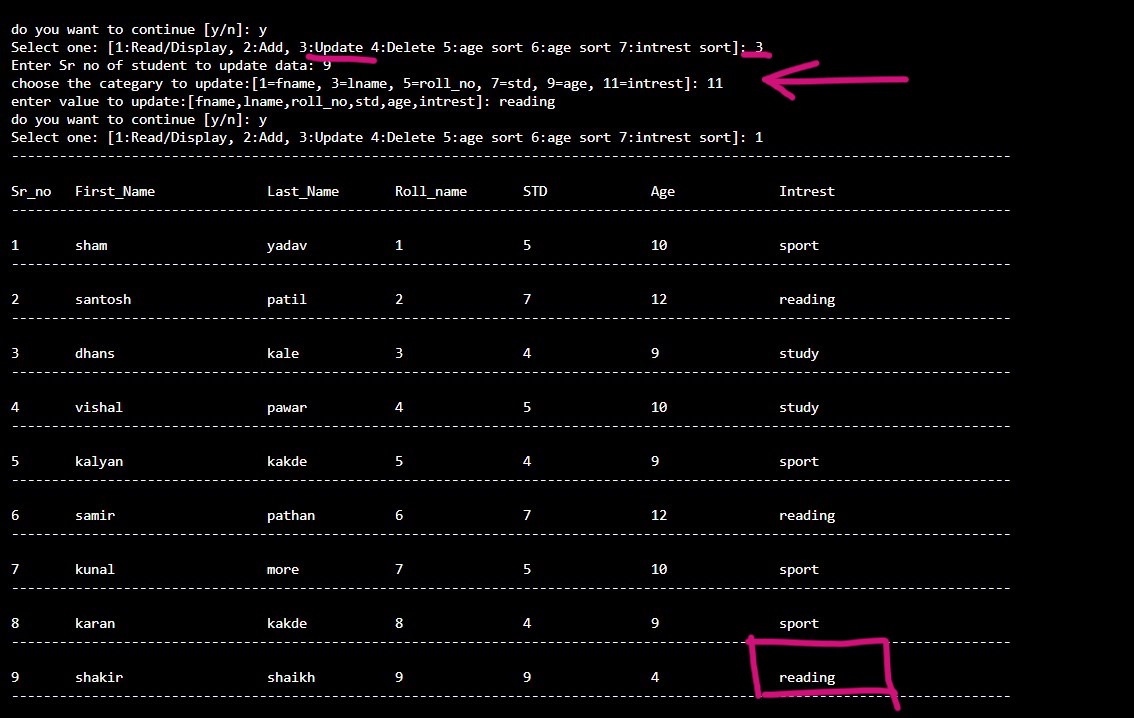 do you want to continue [y/n]: y
Select one: [1:Read/Display, 2:Add, 3:Update 4:Delete 5:age sort 6:age sort 7:intrest sort]: 3
Enter Sr no of student to update data: 9
choose the categary to update:[1=fname, 3=lname, 5=roll_no, 7=std, 9=age, 11=intrest]: 11
enter value to update:[fname,lname,roll_no,std,age,intrest]: reading
do you want to continue [y/n]: y
Select one: [1:Read/Display, 2:Add, 3:Update 4:Delete 5:age sort 6:age sort 7:intrest sort]: 1
Sr_no First_Name Last_Name Roll_name STD Age Intrest
1 sham yadav 1 5 10 sport
2 santosh patil 2 7 12 reading
3 dhans kale 3 4 9 study
4 vishal pawar 4 5 10 study
5 kalyan kakde 5 4 9 sport
6 samir pathan 6 7 12 reading
7 kunal more 7 5 10 sport
8 karan kakde 8 4 9 sport
9 shakir shaikh 9 9 4 reading